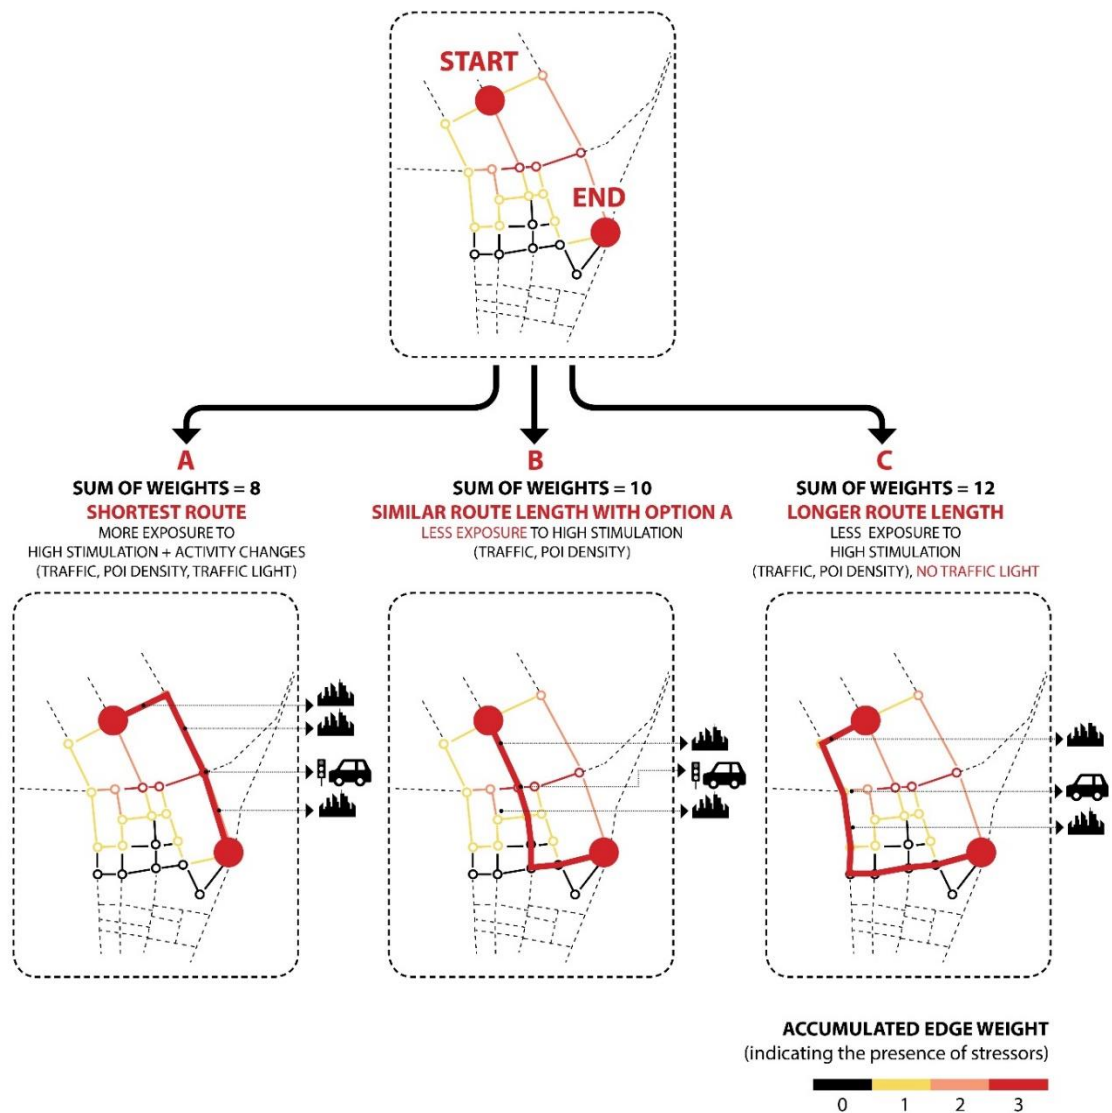 START
END
A
SUM OF WEIGHTS = 8
SHORTEST ROUTE
MORE EXPOSURE TO
HIGH STIMULATION + ACTIVITY CHANGES
(TRAFFIC, POI DENSITY, TRAFFIC LIGHT)
B
SUM OF WEIGHTS = 10
SIMILAR ROUTE LENGTH WITH OPTION A
LESS EXPOSURE TO HIGH STIMULATION
(TRAFFIC, POI DENSITY)
C
SUM OF WEIGHTS = 12
LONGER ROUTE LENGTH
LESS EXPOSURE TO
HIGH STIMULATION
(TRAFFIC, POI DENSITY), NO TRAFFIC LIGHT
ACCUMULATED EDGE WEIGHT
(indicating the presence of stressors)
0 1 2 3